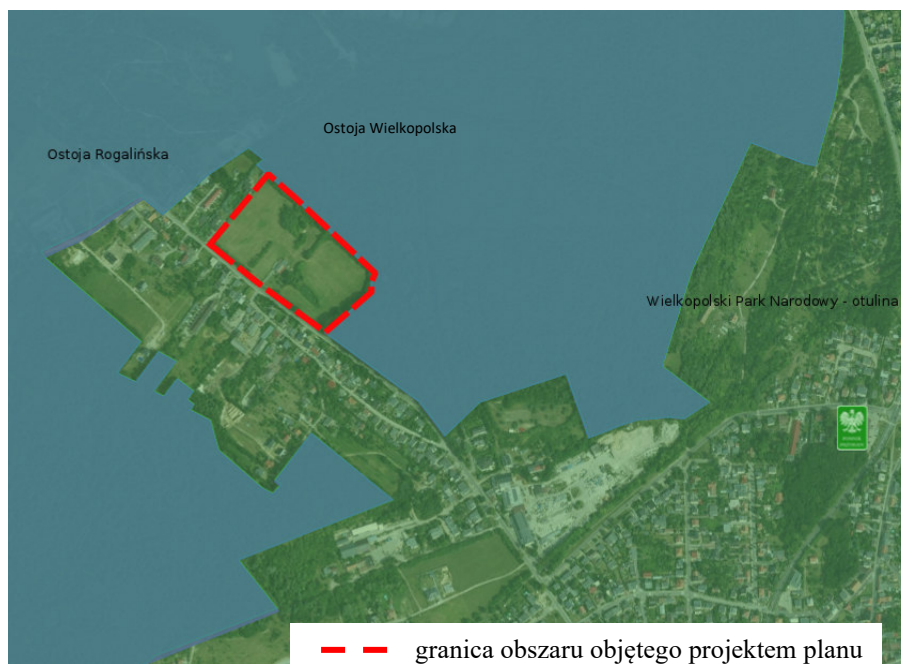 Ostoja Wielkopolska
Ostoja Rogalińska
Wielkopolski Park Narodowy - otulina
granica obszaru objętego projektem planu